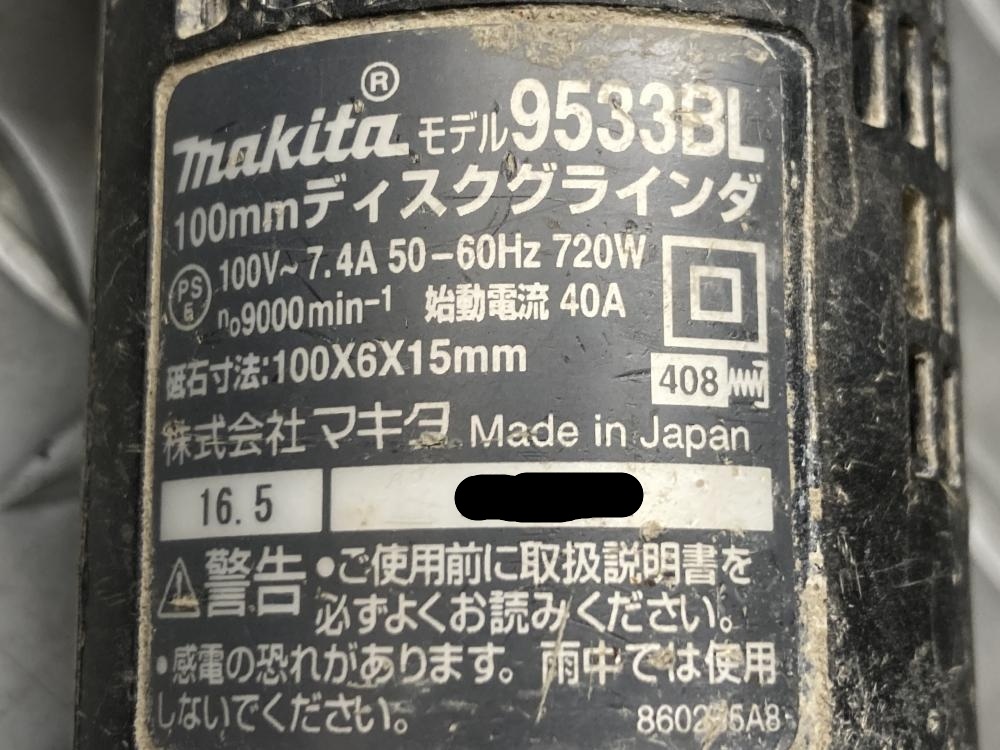 makita® モデル9533BL
100mmディスクグラインダ
PS E 100V~ 7.4A 50-60Hz 720W
n₀9000min⁻¹ 始動電流 40A
砥石寸法:100X6X15mm
408
株式会社マキタ Made in Japan
16.5
⚠警告 •ご使用前に取扱説明書を
必ずよくお読みください。
•感電の恐れがあります。雨中では使用
しないでください。